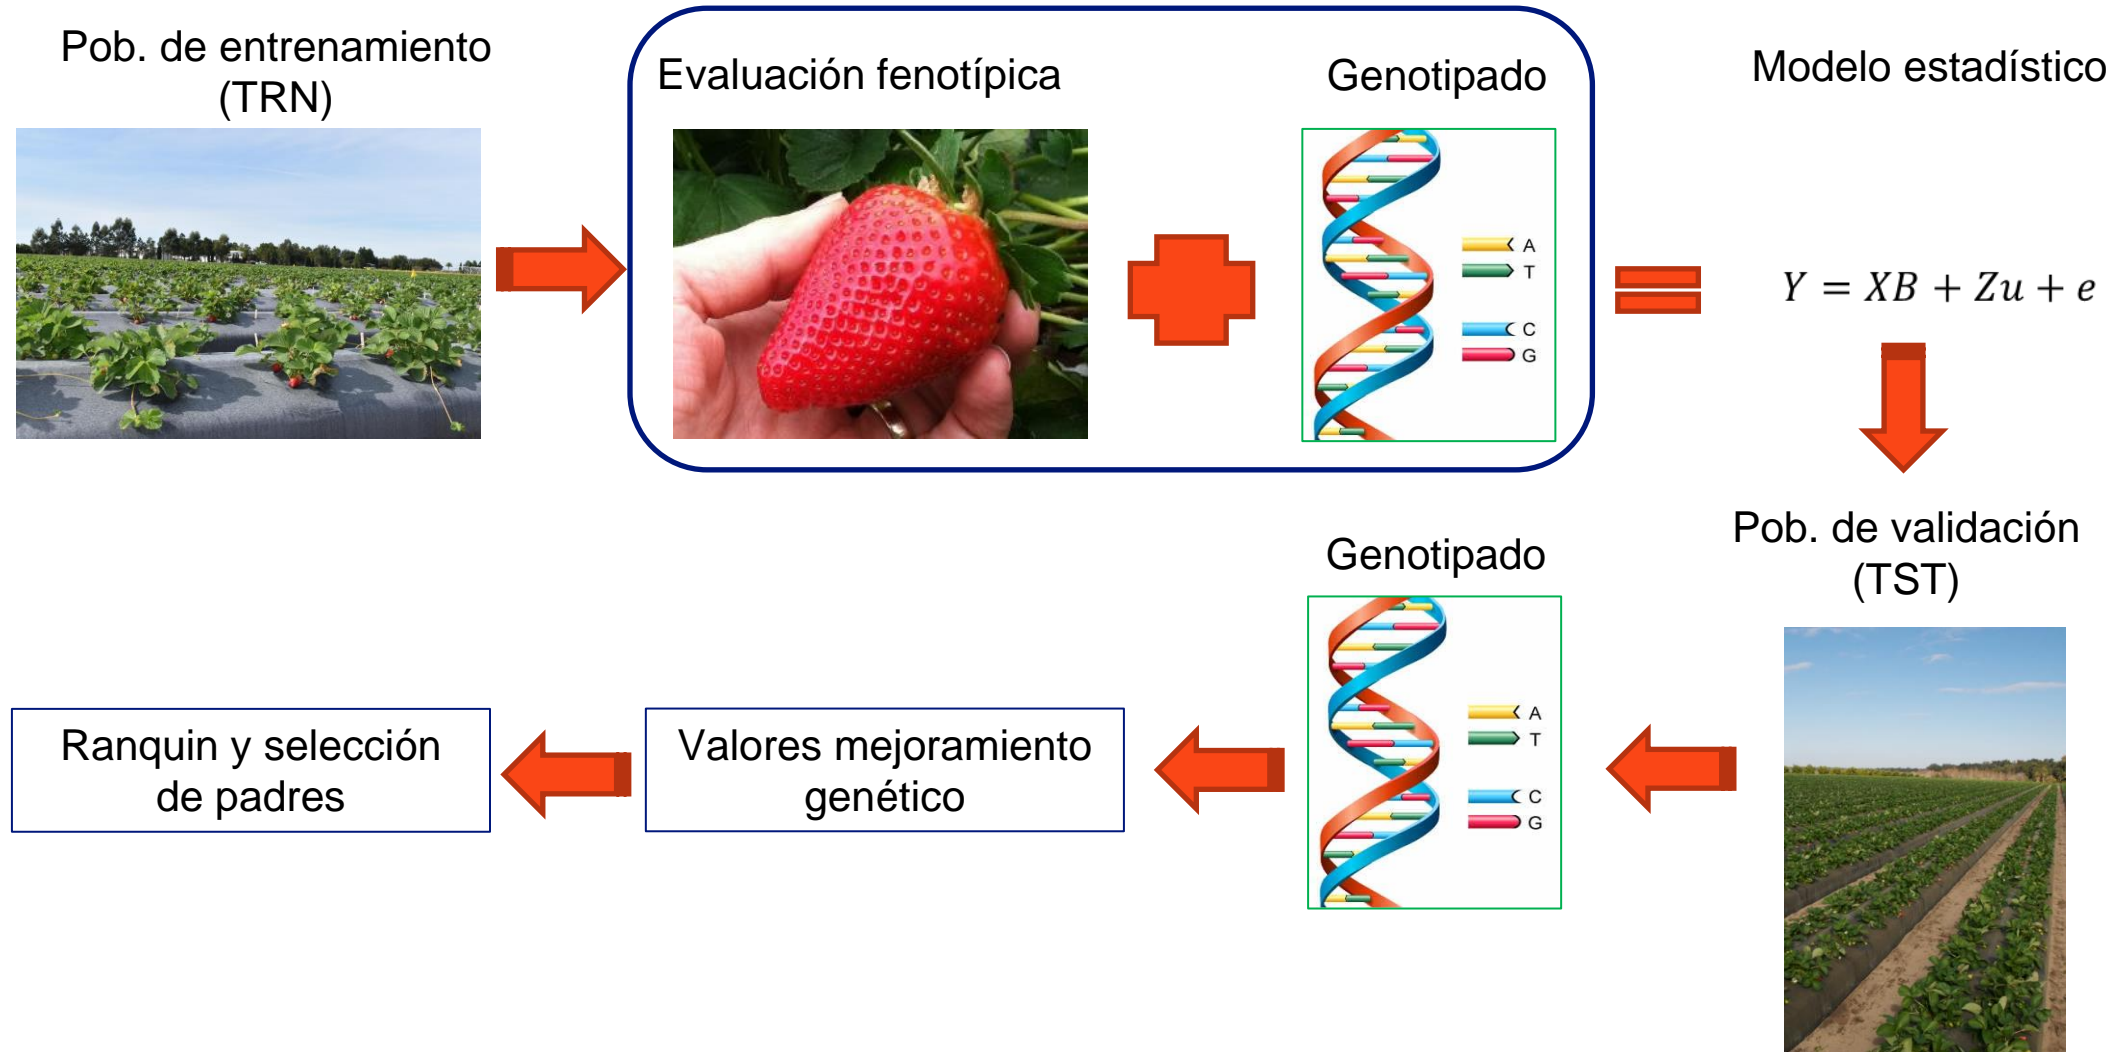 Pob. de entrenamiento
(TRN)
Evaluación fenotípica
Genotipado
A
T
C
G
Modelo estadístico
Y = XB + Zu + e
Pob. de validación
(TST)
Genotipado
A
T
C
G
Valores mejoramiento
genético
Ranquin y selección
de padres